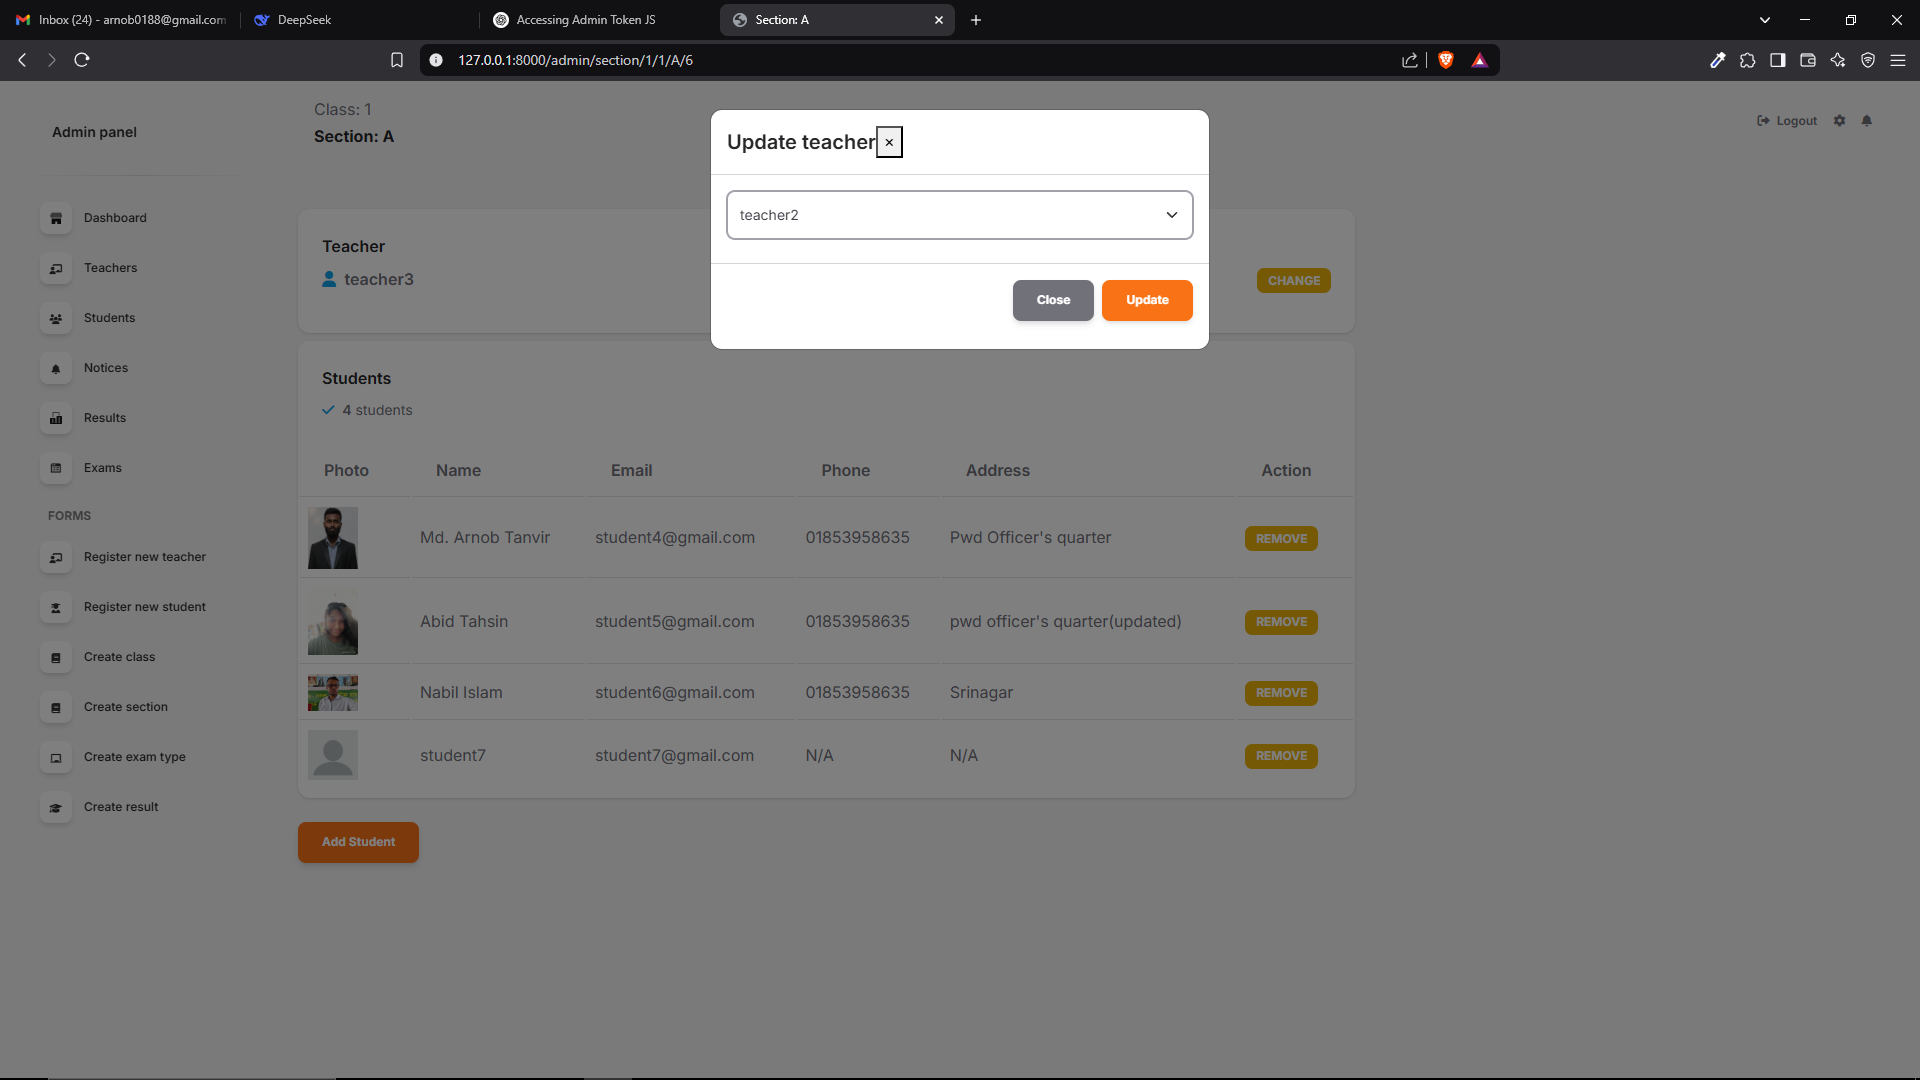 Inbox (24) - arnob0188@gmail.com
DeepSeek
Accessing Admin Token JS
Section: A
127.0.0.1:8000/admin/section/1/1/A/6
Admin panel
Class: 1
Section: A
Logout
Update teacher ×
teacher2
Close
Update
Dashboard
Teachers
Students
Notices
Results
Exams
FORMS
Register new teacher
Register new student
Create class
Create section
Create exam type
Create result
Teacher
teacher3
CHANGE
Students
4 students
Photo Name Email Phone Address Action
Md. Arnob Tanvir student4@gmail.com 01853958635 Pwd Officer's quarter REMOVE
Abid Tahsin student5@gmail.com 01853958635 pwd officer's quarter(updated) REMOVE
Nabil Islam student6@gmail.com 01853958635 Srinagar REMOVE
student7 student7@gmail.com N/A N/A REMOVE
Add Student